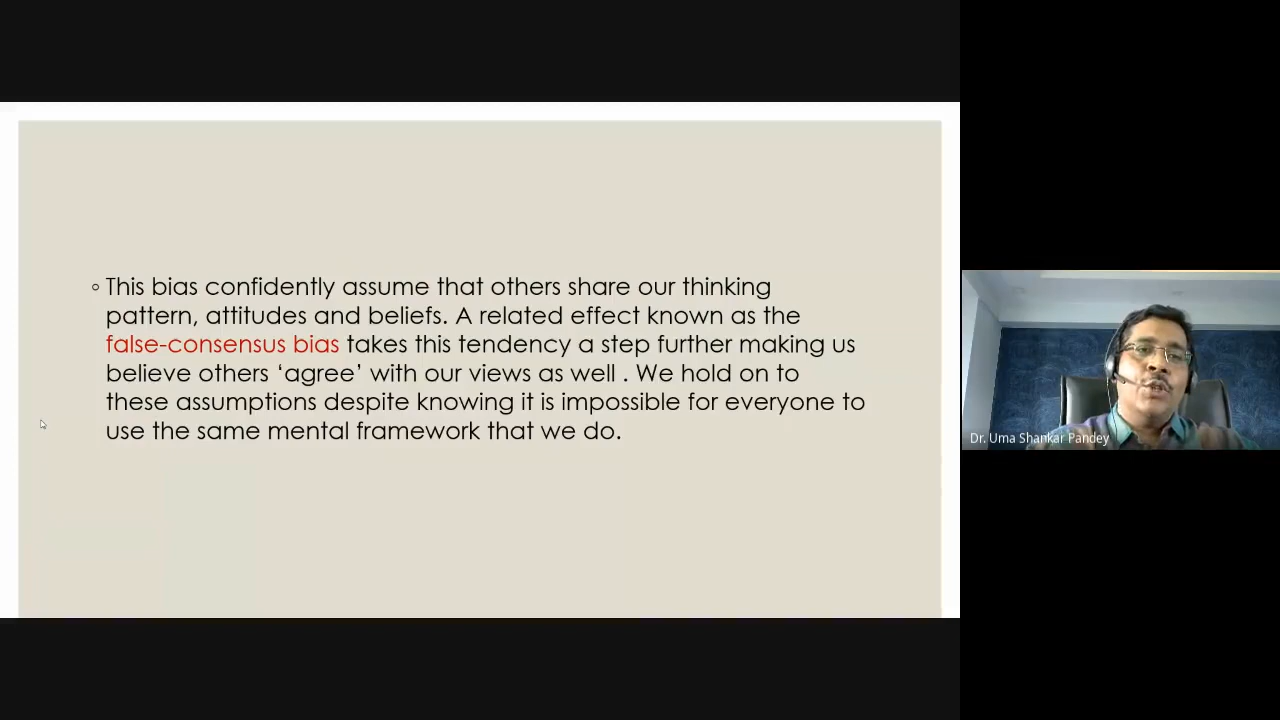 ◦ This bias confidently assume that others share our thinking
pattern, attitudes and beliefs. A related effect known as the
false-consensus bias takes this tendency a step further making us
believe others ‘agree’ with our views as well . We hold on to
these assumptions despite knowing it is impossible for everyone to
use the same mental framework that we do.
Dr. Uma Shankar Pandey